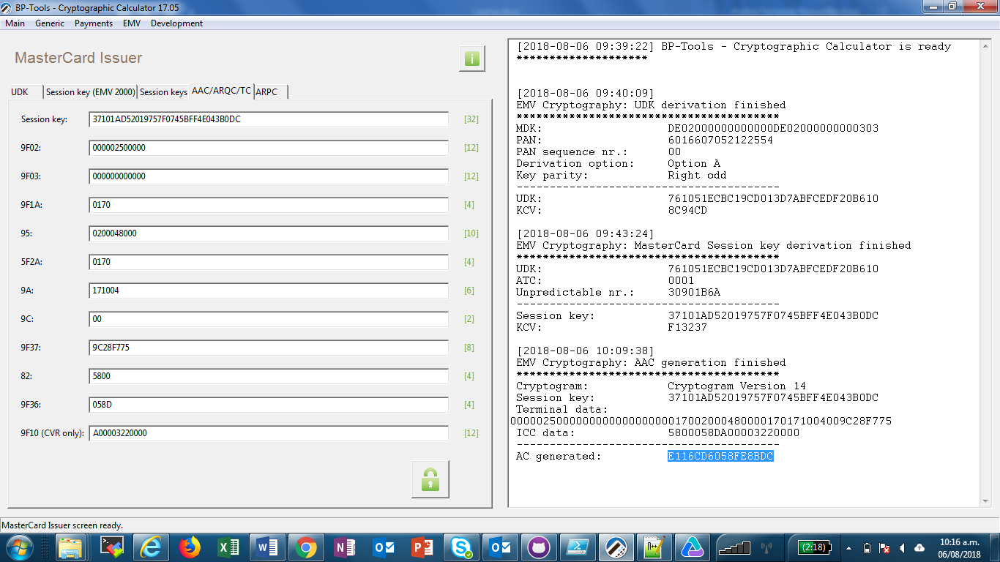 BP-Tools - Cryptographic Calculator 17.05
Main Generic Payments EMV Development
MasterCard Issuer
UDK Session key (EMV 2000) Session keys AAC/ARQC/TC ARPC
Session key: 37101AD52019757F0745BFF4E043B0DC [32]
9F02: 000002500000 [12]
9F03: 000000000000 [12]
9F1A: 0170 [4]
95: 0200048000 [10]
5F2A: 0170 [4]
9A: 171004 [6]
9C: 00 [2]
9F37: 9C28F775 [8]
82: 5800 [4]
9F36: 058D [4]
9F10 (CVR only): A00003220000 [12]
[2018-08-06 09:39:22] BP-Tools - Cryptographic Calculator is ready
********************
[2018-08-06 09:40:09]
EMV Cryptography: UDK derivation finished
****************************************
MDK: DE02000000000000DE02000000000303
PAN: 6016607052122554
PAN sequence nr.: 00
Derivation option: Option A
Key parity: Right odd
----------------------------------------
UDK: 761051ECBC19CD013D7ABFCEDF20B610
KCV: 8C94CD
[2018-08-06 09:43:24]
EMV Cryptography: MasterCard Session key derivation finished
****************************************
UDK: 761051ECBC19CD013D7ABFCEDF20B610
ATC: 0001
Unpredictable nr.: 30901B6A
----------------------------------------
Session key: 37101AD52019757F0745BFF4E043B0DC
KCV: F13237
[2018-08-06 10:09:38]
EMV Cryptography: AAC generation finished
****************************************
Cryptogram: Cryptogram Version 14
Session key: 37101AD52019757F0745BFF4E043B0DC
Terminal data:
000002500000000000000000017002000480000170171004009C28F775
ICC data: 5800058DA00003220000
----------------------------------------
AC generated: E116CD6058FE8BDC
MasterCard Issuer screen ready.
(2:18)
10:16 a.m.
06/08/2018